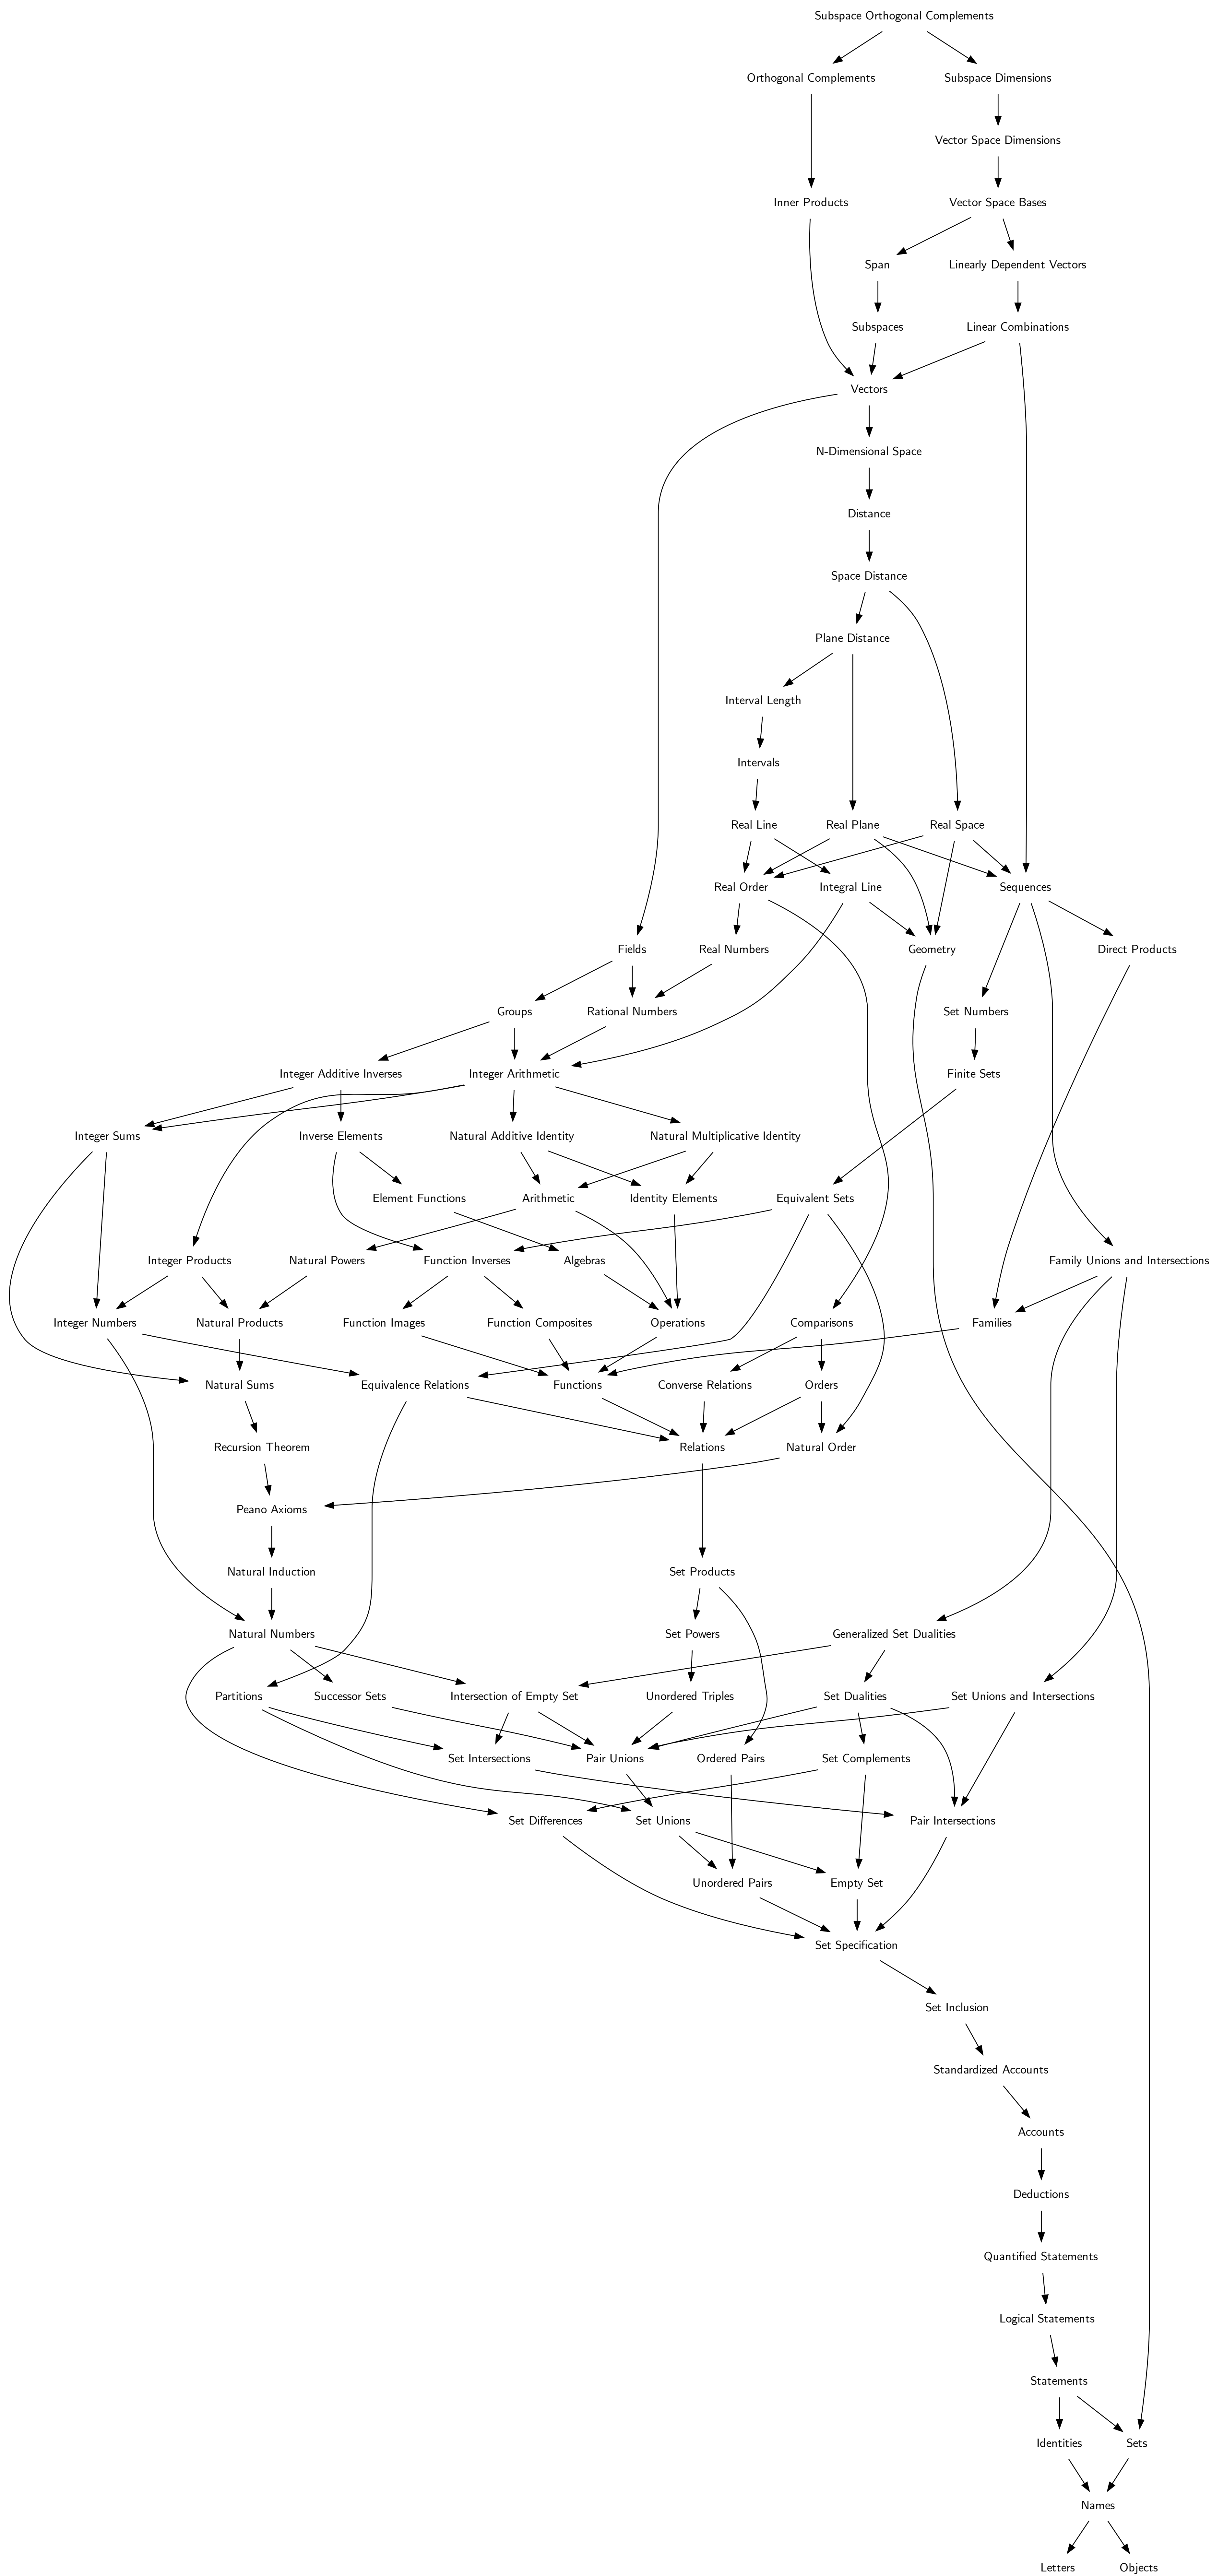 Subspace Orthogonal Complements
Orthogonal Complements
Subspace Dimensions
Vector Space Dimensions
Inner Products
Vector Space Bases
Span
Linearly Dependent Vectors
Subspaces
Linear Combinations
Vectors
N-Dimensional Space
Distance
Space Distance
Plane Distance
Interval Length
Intervals
Real Line
Real Plane
Real Space
Real Order
Integral Line
Sequences
Fields
Real Numbers
Geometry
Direct Products
Groups
Rational Numbers
Set Numbers
Integer Additive Inverses
Integer Arithmetic
Finite Sets
Integer Sums
Inverse Elements
Natural Additive Identity
Natural Multiplicative Identity
Element Functions
Arithmetic
Identity Elements
Equivalent Sets
Integer Products
Natural Powers
Function Inverses
Algebras
Family Unions and Intersections
Integer Numbers
Natural Products
Function Images
Function Composites
Operations
Comparisons
Families
Natural Sums
Equivalence Relations
Functions
Converse Relations
Orders
Recursion Theorem
Relations
Natural Order
Peano Axioms
Natural Induction
Set Products
Natural Numbers
Set Powers
Generalized Set Dualities
Partitions
Successor Sets
Intersection of Empty Set
Unordered Triples
Set Dualities
Set Unions and Intersections
Set Intersections
Pair Unions
Ordered Pairs
Set Complements
Set Differences
Set Unions
Pair Intersections
Unordered Pairs
Empty Set
Set Specification
Set Inclusion
Standardized Accounts
Accounts
Deductions
Quantified Statements
Logical Statements
Statements
Identities
Sets
Names
Letters
Objects